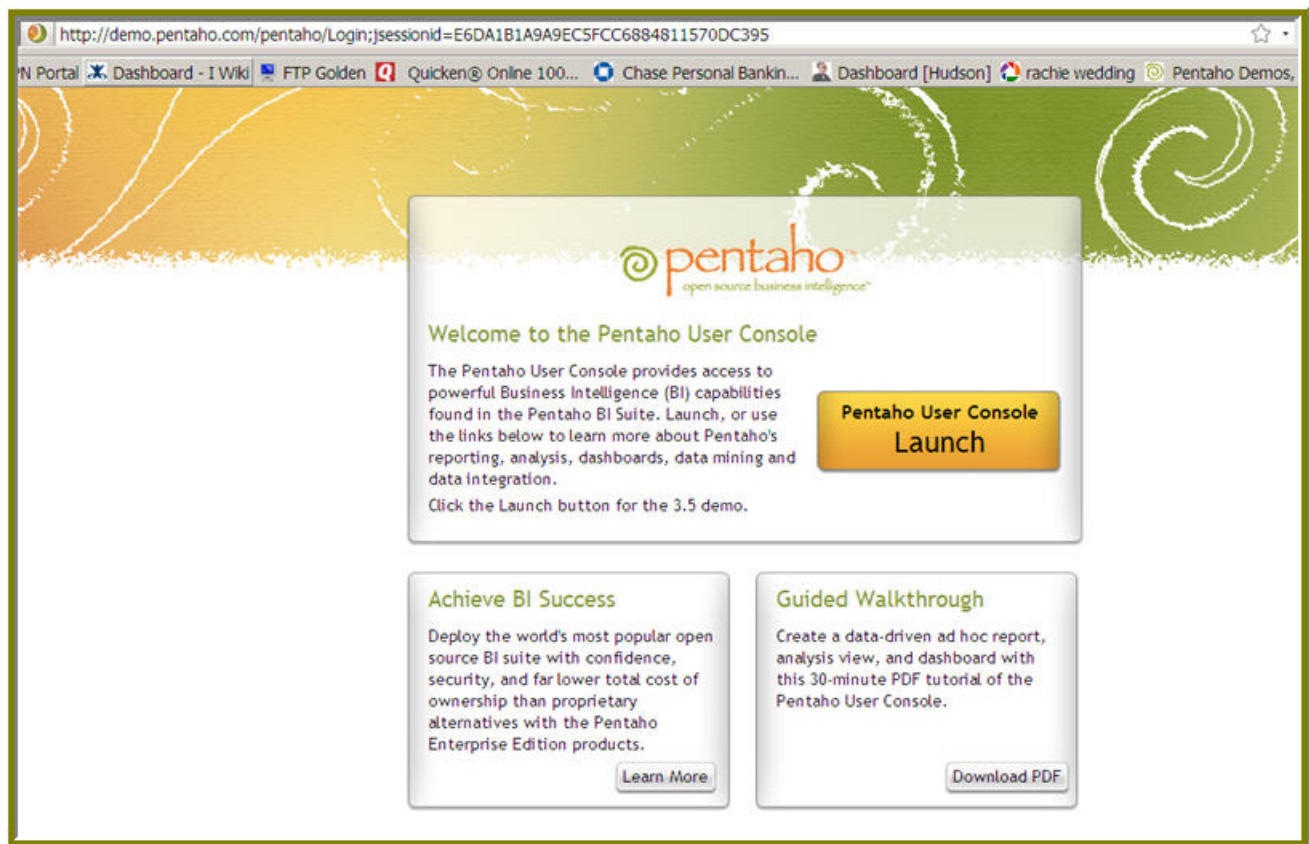 http://demo.pentaho.com/pentaho/Login;jsessionid=E6DA1B1A9A9EC5FCC6884811570DC395
PN Portal Dashboard - I Wiki FTP Golden Quicken® Online 100... Chase Personal Bankin... Dashboard [Hudson] rachie wedding Pentaho Demos,
pentaho™
open source business intelligence™
Welcome to the Pentaho User Console
The Pentaho User Console provides access to
powerful Business Intelligence (BI) capabilities
found in the Pentaho BI Suite. Launch, or use
the links below to learn more about Pentaho's
reporting, analysis, dashboards, data mining and
data integration.
Click the Launch button for the 3.5 demo.
Pentaho User Console
Launch
Achieve BI Success
Deploy the world's most popular open
source BI suite with confidence,
security, and far lower total cost of
ownership than proprietary
alternatives with the Pentaho
Enterprise Edition products.
Learn More
Guided Walkthrough
Create a data-driven ad hoc report,
analysis view, and dashboard with
this 30-minute PDF tutorial of the
Pentaho User Console.
Download PDF